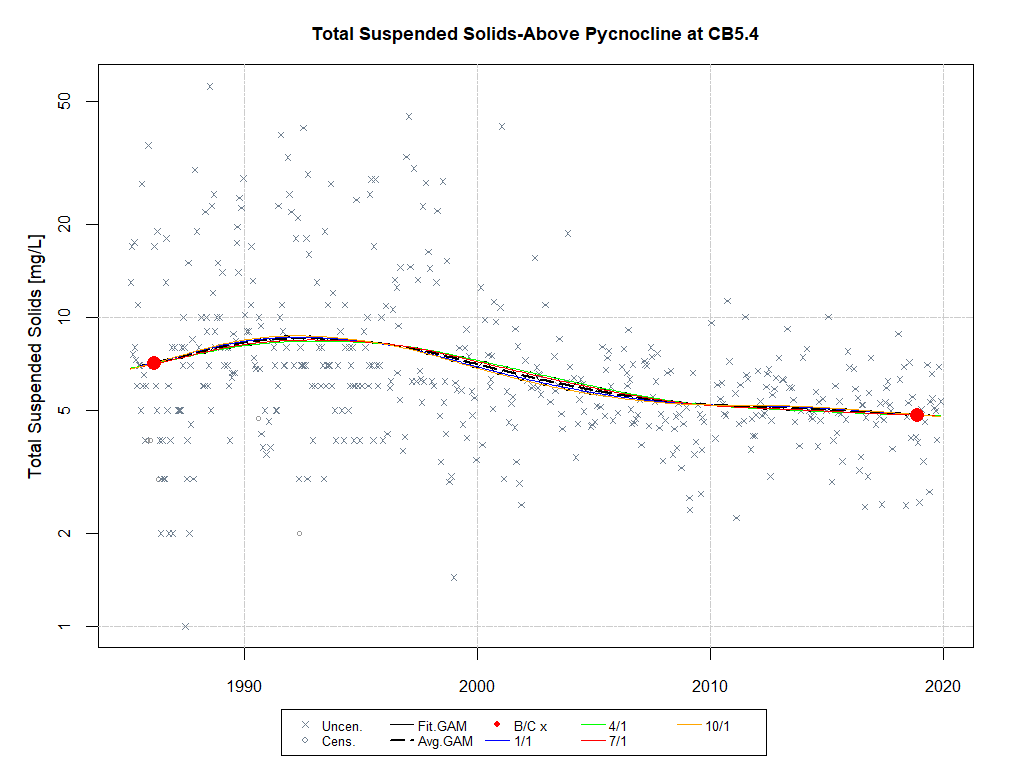 Total Suspended Solids-Above Pycnocline at CB5.4
Total Suspended Solids [mg/L]
50
20
10
5
2
1
1990 2000 2010 2020
Uncen. Fit.GAM B/C x 4/1 10/1
Cens. Avg.GAM 1/1 7/1